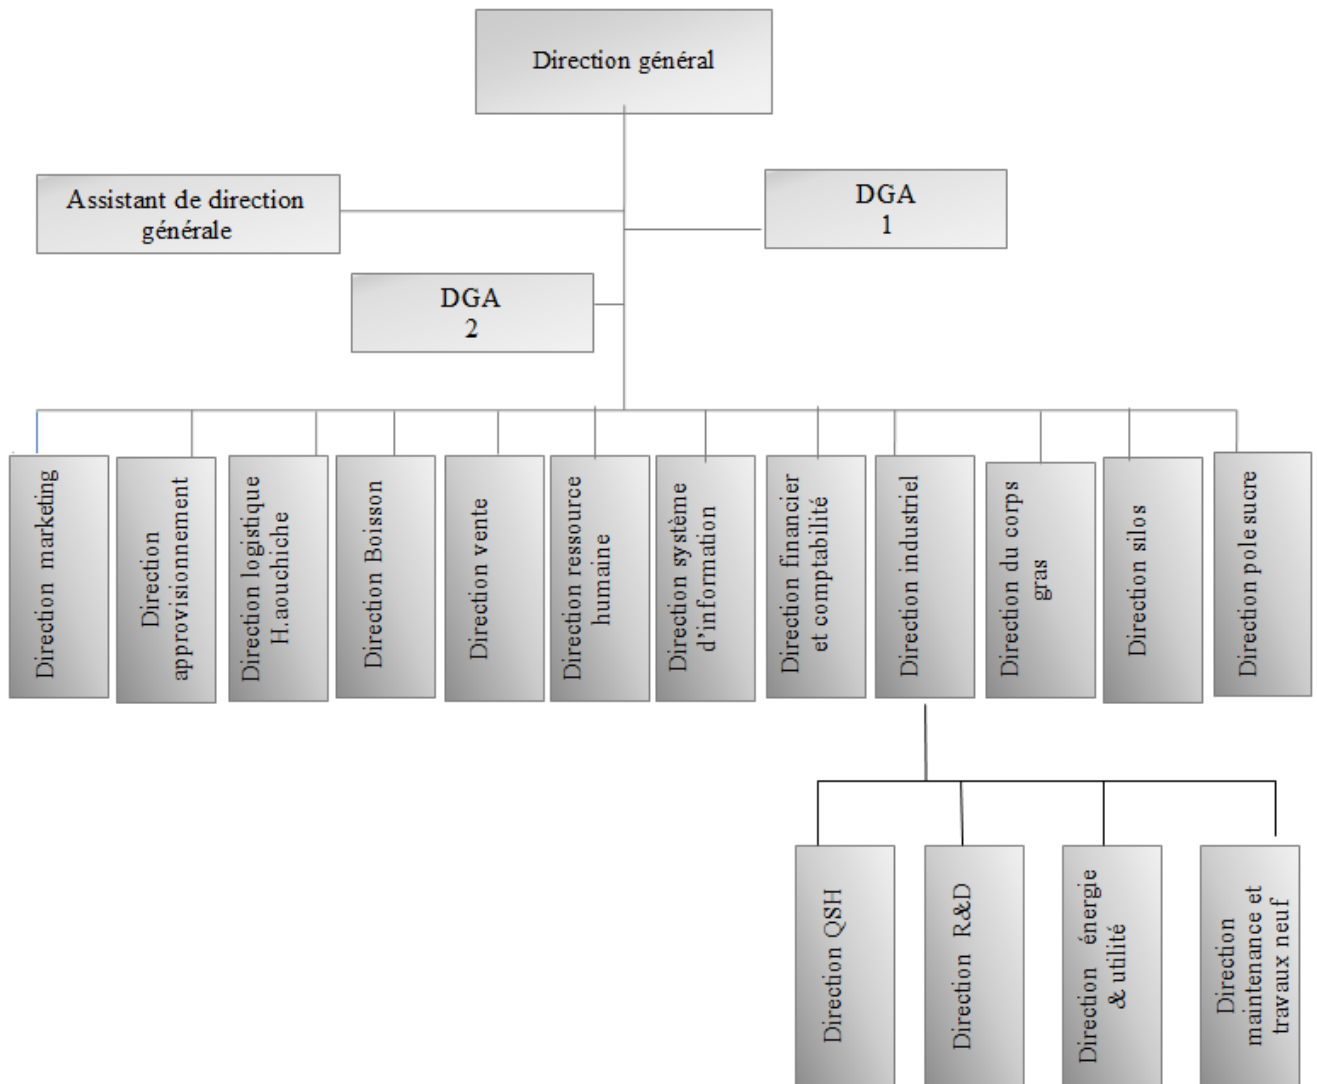 Direction général
Assistant de direction
générale
DGA
1
DGA
2
Direction marketing
Direction
approvisionnement
Direction logistique
H.aouchiche
Direction Boisson
Direction vente
Direction ressource
humaine
Direction système
d'information
Direction financier
et comptabilité
Direction industriel
Direction du corps
gras
Direction silos
Direction pole sucre
Direction QSH
Direction R&D
Direction énergie
& utilité
Direction
maintenance et
travaux neuf